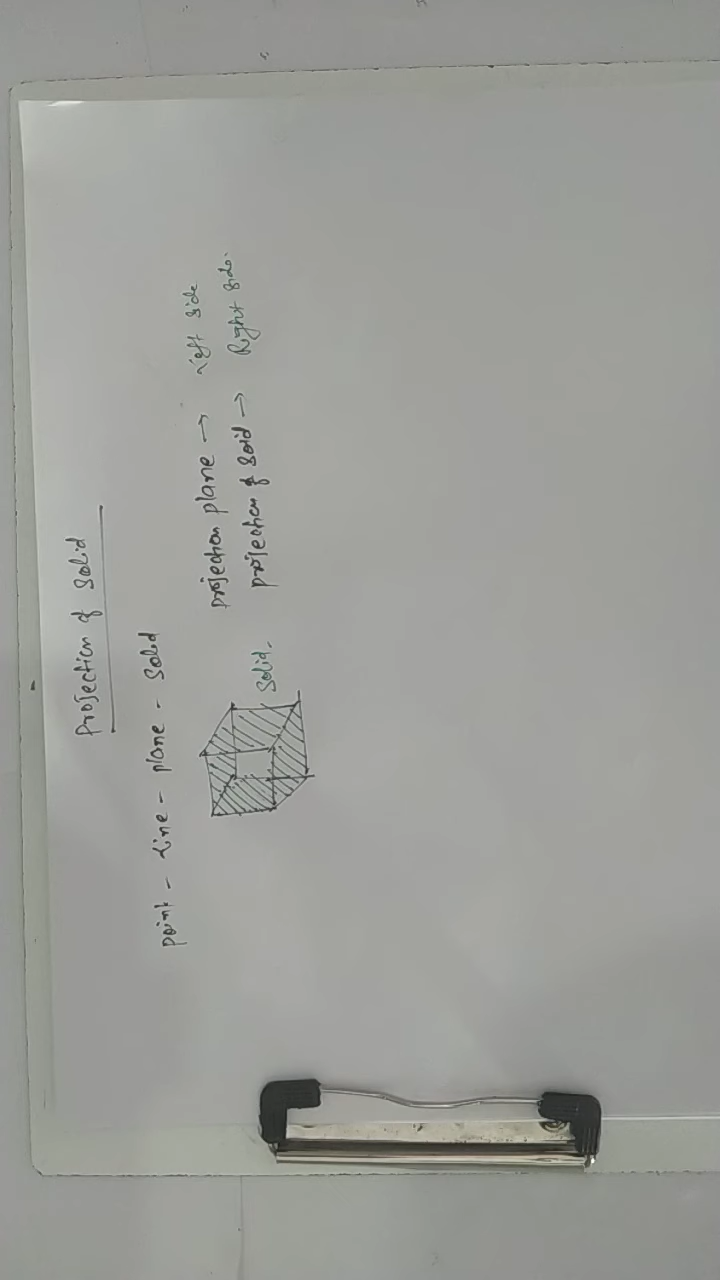 Projection of Solid
Point - Line - plane - Solid
projection plane → Left side
Solid.
projection of Solid → Right side.